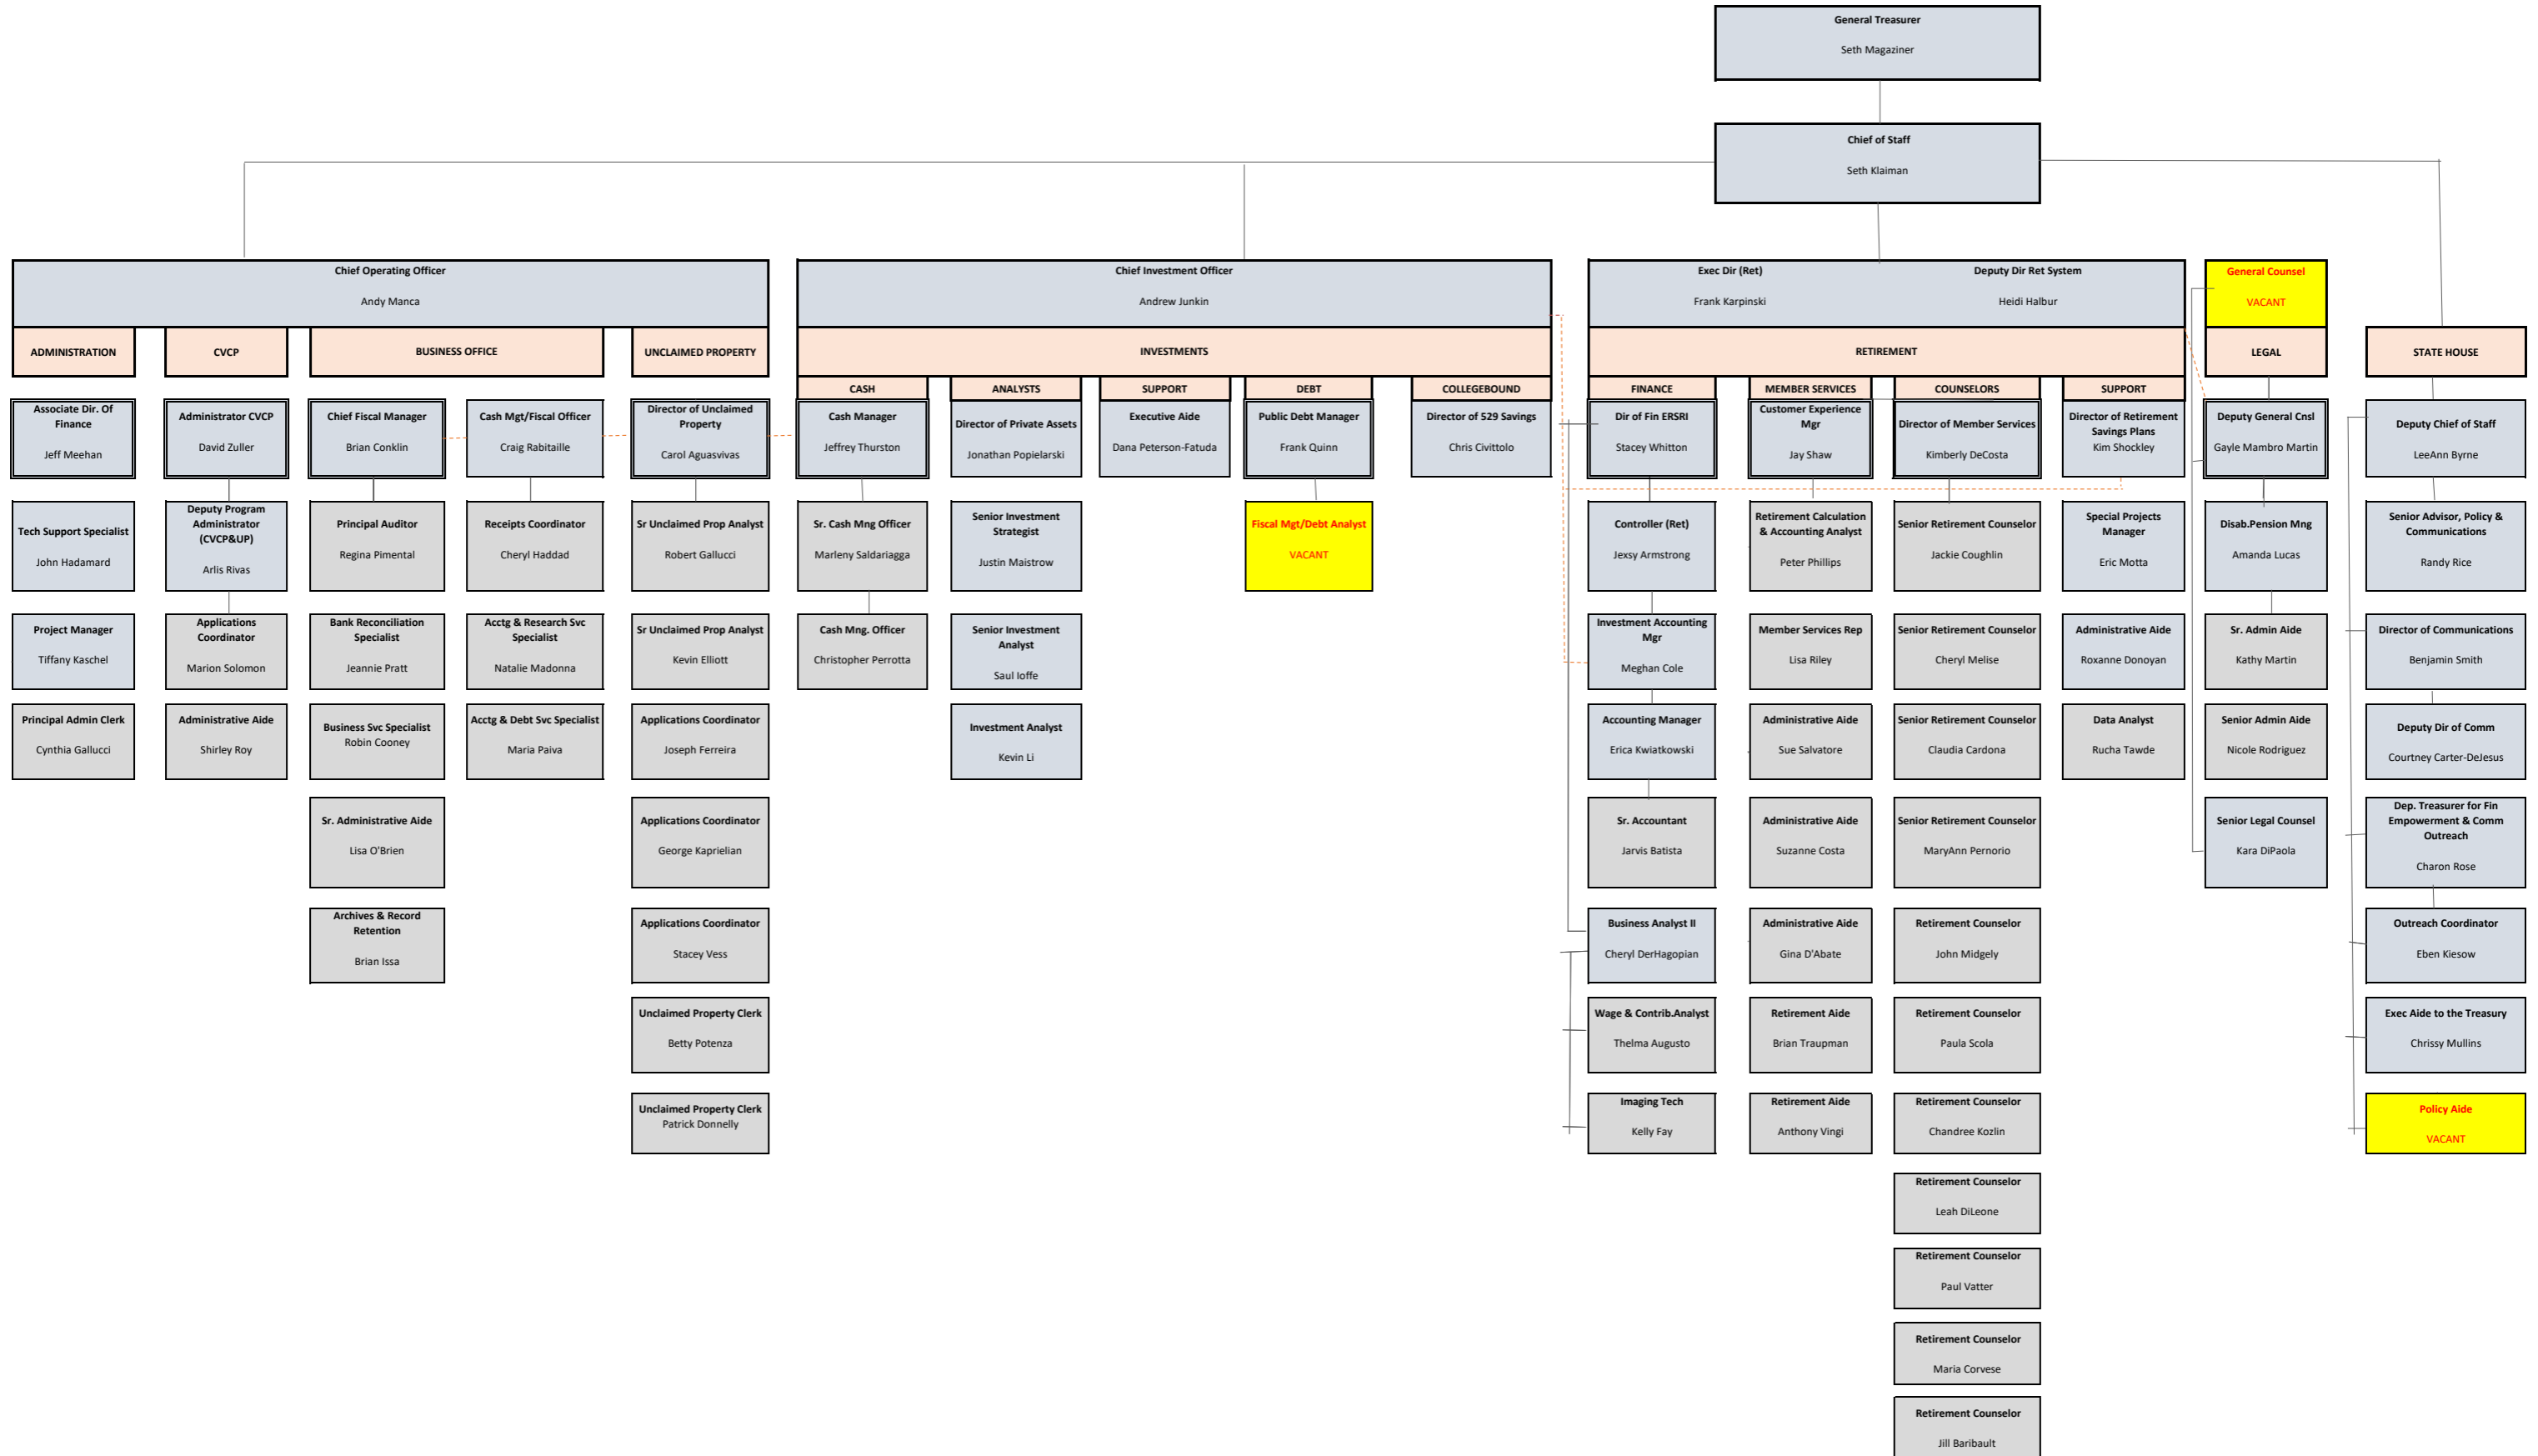 General Treasurer
Seth Magaziner
Chief of Staff
Seth Klaiman
Chief Operating Officer
Andy Manca
Chief Investment Officer
Andrew Junkin
Exec Dir (Ret)
Frank Karpinski
Deputy Dir Ret System
Heidi Halbur
General Counsel
VACANT
ADMINISTRATION
CVCP
BUSINESS OFFICE
UNCLAIMED PROPERTY
INVESTMENTS
RETIREMENT
LEGAL
STATE HOUSE
CASH
ANALYSTS
SUPPORT
DEBT
COLLEGEBOUND
FINANCE
MEMBER SERVICES
COUNSELORS
SUPPORT
Associate Dir. Of
Finance
Jeff Meehan
Administrator CVCP
David Zuller
Chief Fiscal Manager
Brian Conklin
Cash Mgt/Fiscal Officer
Craig Rabitaille
Director of Unclaimed
Property
Carol Aguasvivas
Cash Manager
Jeffrey Thurston
Director of Private Assets
Jonathan Popielarski
Executive Aide
Dana Peterson-Fatuda
Public Debt Manager
Frank Quinn
Director of 529 Savings
Chris Civittolo
Dir of Fin ERSRI
Stacey Whitton
Customer Experience
Mgr
Jay Shaw
Director of Member Services
Kimberly DeCosta
Director of Retirement
Savings Plans
Kim Shockley
Deputy General Cnsl
Gayle Mambro Martin
Deputy Chief of Staff
LeeAnn Byrne
Tech Support Specialist
John Hadamard
Deputy Program
Administrator
(CVCP&UP)
Arlis Rivas
Principal Auditor
Regina Pimental
Receipts Coordinator
Cheryl Haddad
Sr Unclaimed Prop Analyst
Robert Gallucci
Sr. Cash Mng Officer
Marleny Saldariagga
Senior Investment
Strategist
Justin Maistrow
Fiscal Mgt/Debt Analyst
VACANT
Controller (Ret)
Jexsy Armstrong
Retirement Calculation
& Accounting Analyst
Peter Phillips
Senior Retirement Counselor
Jackie Coughlin
Special Projects
Manager
Eric Motta
Disab.Pension Mng
Amanda Lucas
Senior Advisor, Policy &
Communications
Randy Rice
Project Manager
Tiffany Kaschel
Applications
Coordinator
Marion Solomon
Bank Reconciliation
Specialist
Jeannie Pratt
Acctg & Research Svc
Specialist
Natalie Madonna
Sr Unclaimed Prop Analyst
Kevin Elliott
Cash Mng. Officer
Christopher Perrotta
Senior Investment
Analyst
Saul Ioffe
Investment Accounting
Mgr
Meghan Cole
Member Services Rep
Lisa Riley
Senior Retirement Counselor
Cheryl Melise
Administrative Aide
Roxanne Donoyan
Sr. Admin Aide
Kathy Martin
Director of Communications
Benjamin Smith
Principal Admin Clerk
Cynthia Gallucci
Administrative Aide
Shirley Roy
Business Svc Specialist
Robin Cooney
Acctg & Debt Svc Specialist
Maria Paiva
Applications Coordinator
Joseph Ferreira
Investment Analyst
Kevin Li
Accounting Manager
Erica Kwiatkowski
Administrative Aide
Sue Salvatore
Senior Retirement Counselor
Claudia Cardona
Data Analyst
Rucha Tawde
Senior Admin Aide
Nicole Rodriguez
Deputy Dir of Comm
Courtney Carter-DeJesus
Sr. Administrative Aide
Lisa O'Brien
Applications Coordinator
George Kaprielian
Sr. Accountant
Jarvis Batista
Administrative Aide
Suzanne Costa
Senior Retirement Counselor
MaryAnn Pernorio
Senior Legal Counsel
Kara DiPaola
Dep. Treasurer for Fin
Empowerment & Comm
Outreach
Charon Rose
Archives & Record
Retention
Brian Issa
Applications Coordinator
Stacey Vess
Business Analyst II
Cheryl DerHagopian
Administrative Aide
Gina D'Abate
Retirement Counselor
John Midgely
Outreach Coordinator
Eben Kiesow
Unclaimed Property Clerk
Betty Potenza
Wage & Contrib.Analyst
Thelma Augusto
Retirement Aide
Brian Traupman
Retirement Counselor
Paula Scola
Exec Aide to the Treasury
Chrissy Mullins
Unclaimed Property Clerk
Patrick Donnelly
Imaging Tech
Kelly Fay
Retirement Aide
Anthony Vingi
Retirement Counselor
Chandree Kozlin
Policy Aide
VACANT
Retirement Counselor
Leah DiLeone
Retirement Counselor
Paul Vatter
Retirement Counselor
Maria Corvese
Retirement Counselor
Jill Baribault